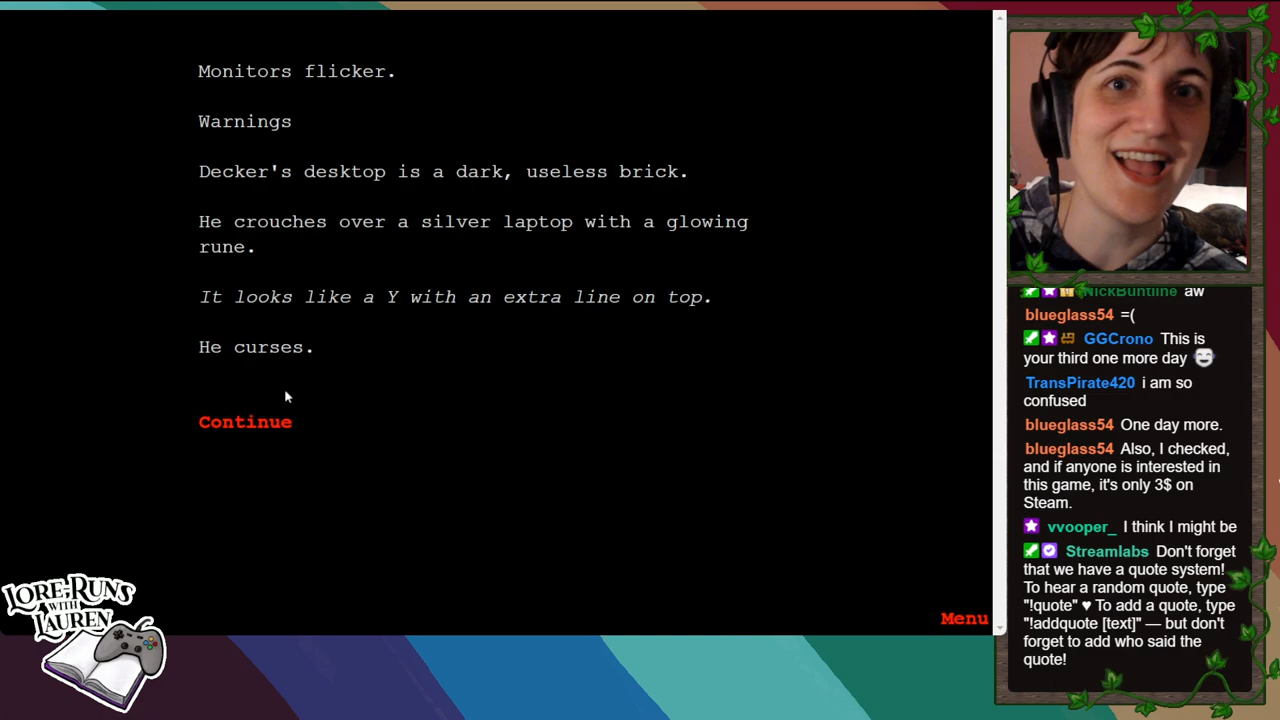 Monitors flicker.
Warnings
Decker's desktop is a dark, useless brick.
He crouches over a silver laptop with a glowing
rune.
It looks like a Y with an extra line on top.
He curses.
Continue
Menu
LORE-RUNS
WITH
LAUREN
NickBuntline aw
blueglass54 =(
GGCrono This is
your third one more day
TransPirate420 i am so
confused
blueglass54 One day more.
blueglass54 Also, I checked,
and if anyone is interested in
this game, it's only 3$ on
Steam.
vvooper_ I think I might be
Streamlabs Don't forget
that we have a quote system!
To hear a random quote, type
"!quote" ♥ To add a quote, type
"!addquote [text]" — but don't
forget to add who said the
quote!